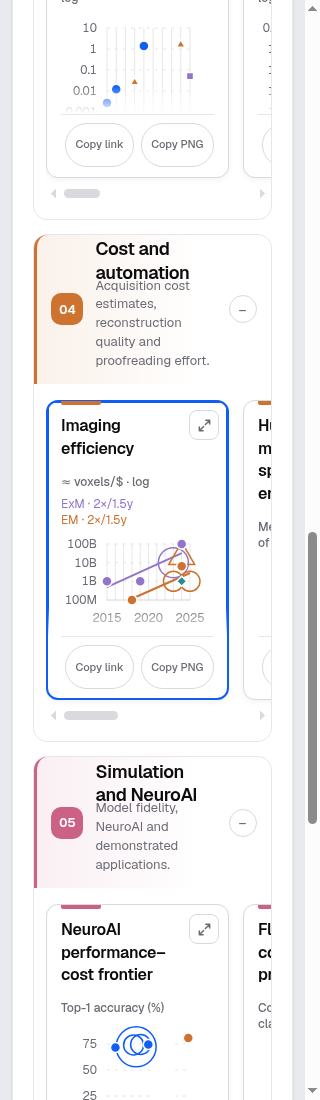 10
1
0.1
0.01
0.001
Copy link
Copy PNG
04
Cost and
automation
Acquisition cost
estimates,
reconstruction
quality and
proofreading effort.
–
Imaging
efficiency
≈ voxels/$ · log
ExM · 2×/1.5y
EM · 2×/1.5y
100B
10B
1B
100M
2015 2020 2025
Copy link
Copy PNG
05
Simulation
and NeuroAI
Model fidelity,
NeuroAI and
demonstrated
applications.
–
NeuroAI
performance–
cost frontier
Top-1 accuracy (%)
75
50
25